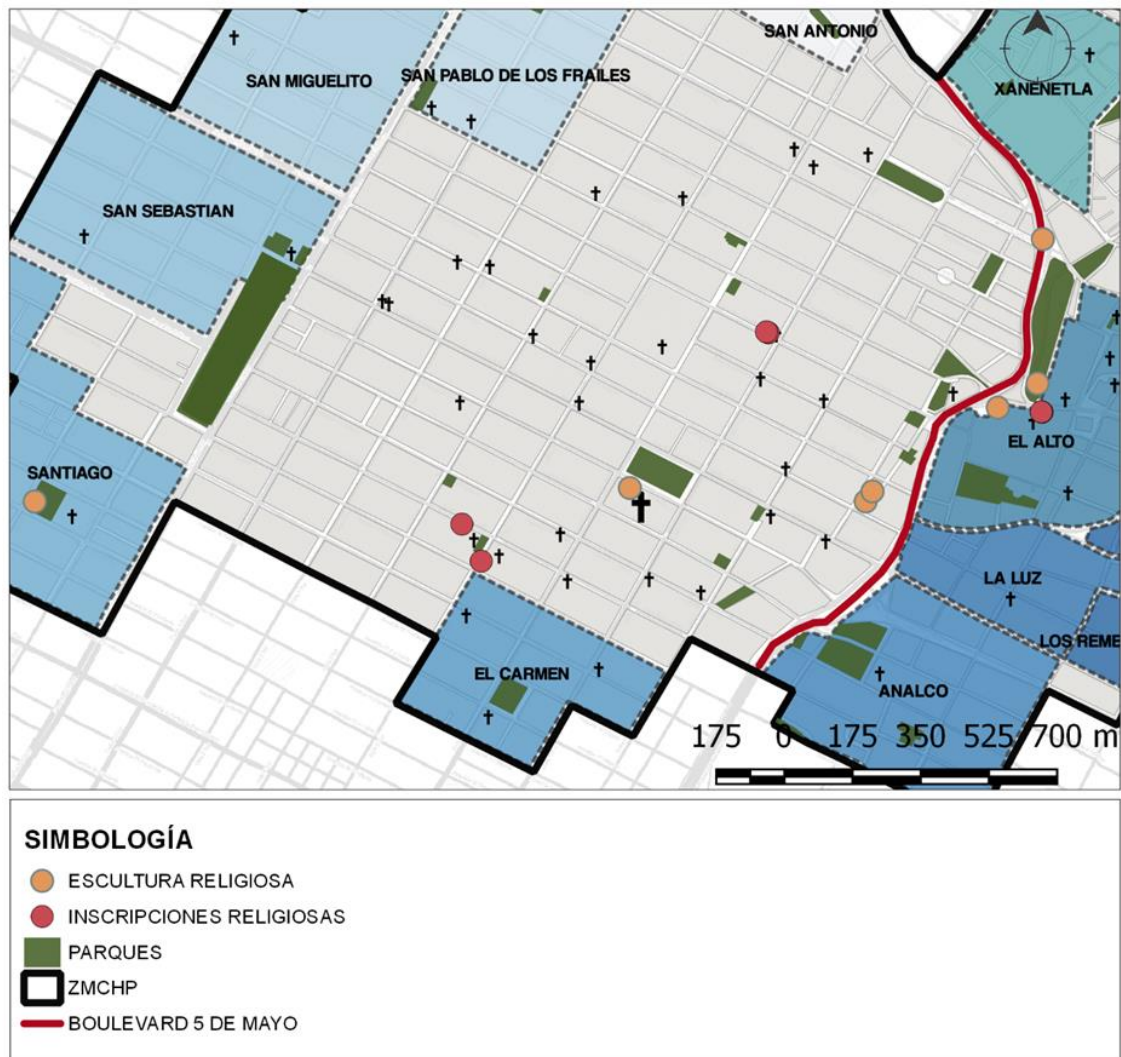 SAN ANTONIO
SAN MIGUELITO
SAN PABLO DE LOS FRAILES
XANENETLA
SAN SEBASTIAN
EL ALTO
SANTIAGO
LA LUZ
LOS REME
EL CARMEN
ANALCO
175 0 175 350 525 700 m
SIMBOLOGÍA
ESCULTURA RELIGIOSA
INSCRIPCIONES RELIGIOSAS
PARQUES
ZMCHP
BOULEVARD 5 DE MAYO